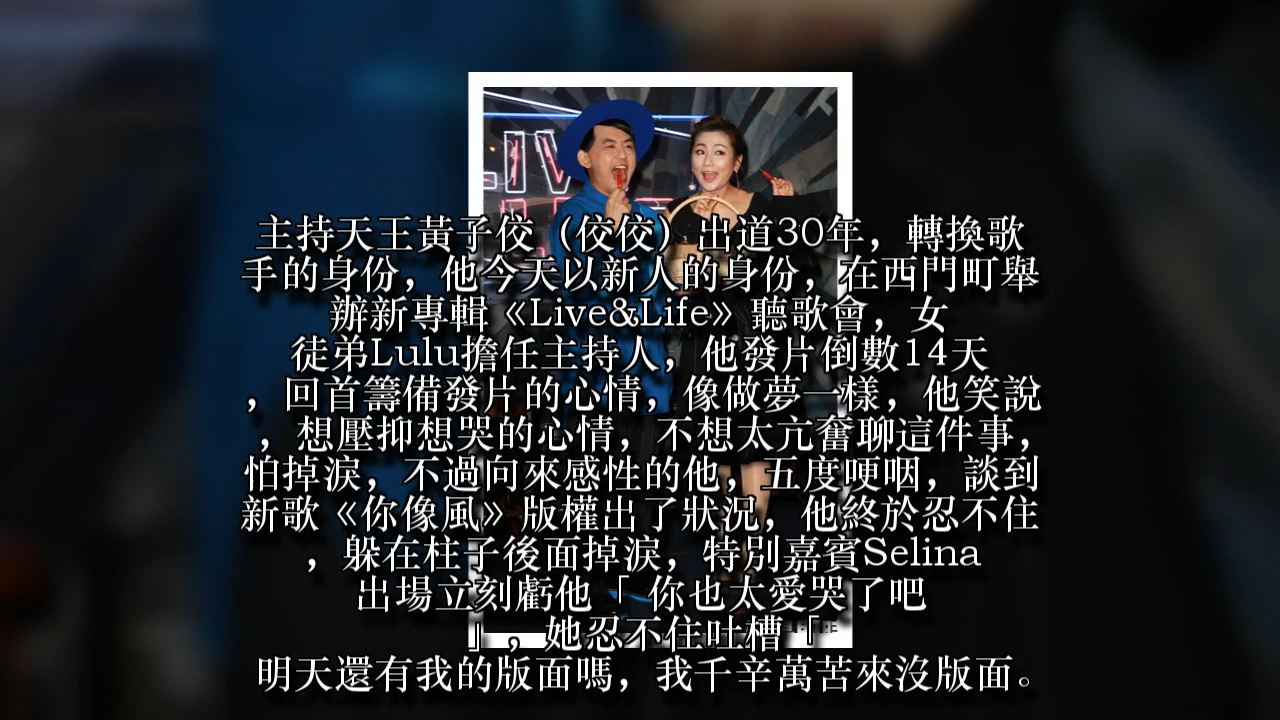 LIV
主持天王黃子佼（佼佼）出道30年，轉換歌
手的身份，他今天以新人的身份，在西門町舉
辦新專輯《Live&Life》聽歌會，女
徒弟Lulu擔任主持人，他發片倒數14天
，回首籌備發片的心情，像做夢一樣，他笑說
，想壓抑想哭的心情，不想太亢奮聊這件事，
怕掉淚，不過向來感性的他，五度哽咽，談到
新歌《你像風》版權出了狀況，他終於忍不住
，躲在柱子後面掉淚，特別嘉賓Selina
出場立刻虧他「 你也太愛哭了吧
』，她忍不住吐槽「
明天還有我的版面嗎，我千辛萬苦來沒版面。